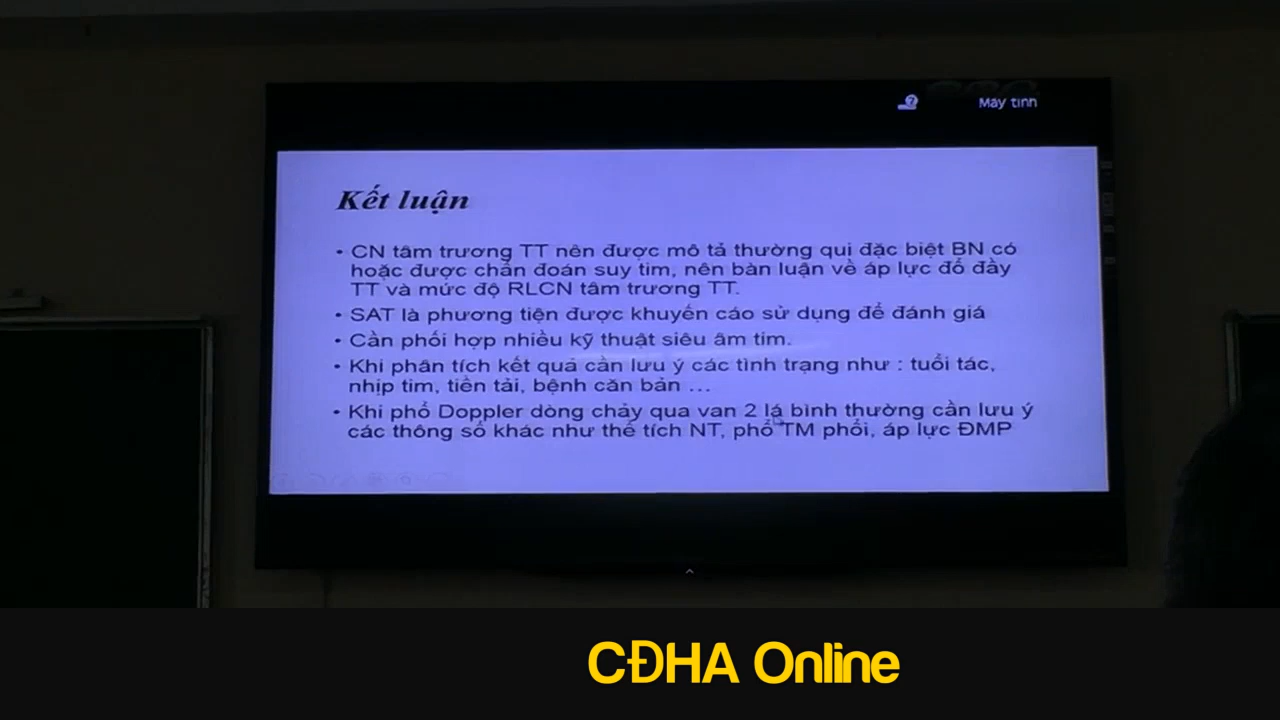 Máy tính
Kết luận
• CN tâm trương TT nên được mô tả thường qui đặc biệt BN có
hoặc được chẩn đoán suy tim, nên bàn luận về áp lực đổ đầy
TT và mức độ RLCN tâm trương TT.
• SAT là phương tiện được khuyến cáo sử dụng để đánh giá
• Cần phối hợp nhiều kỹ thuật siêu âm tim.
• Khi phân tích kết quả cần lưu ý các tình trạng như : tuổi tác,
nhịp tim, tiền tải, bệnh căn bản ...
• Khi phổ Doppler dòng chảy qua van 2 lá bình thường cần lưu ý
các thông số khác như thể tích NT, phổ TM phổi, áp lực ĐMP
CĐHA Online